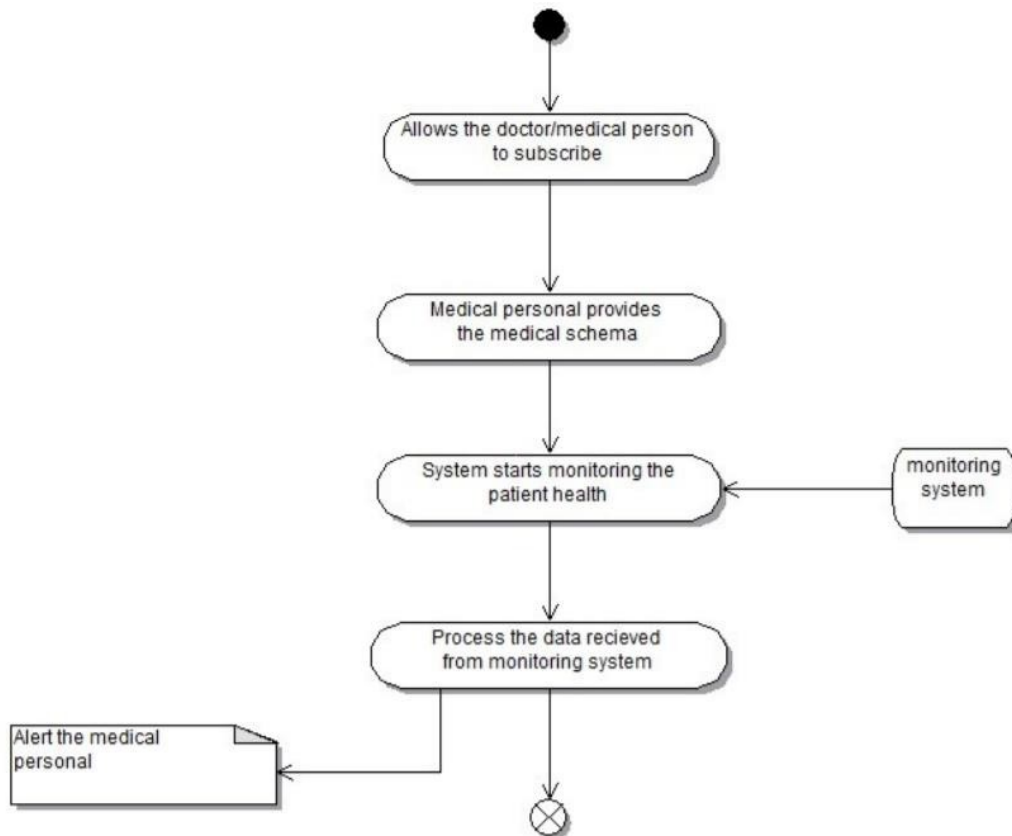 Allows the doctor/medical person
to subscribe
Medical personal provides
the medical schema
System starts monitoring the
patient health
monitoring
system
Process the data recieved
from monitoring system
Alert the medical
personal